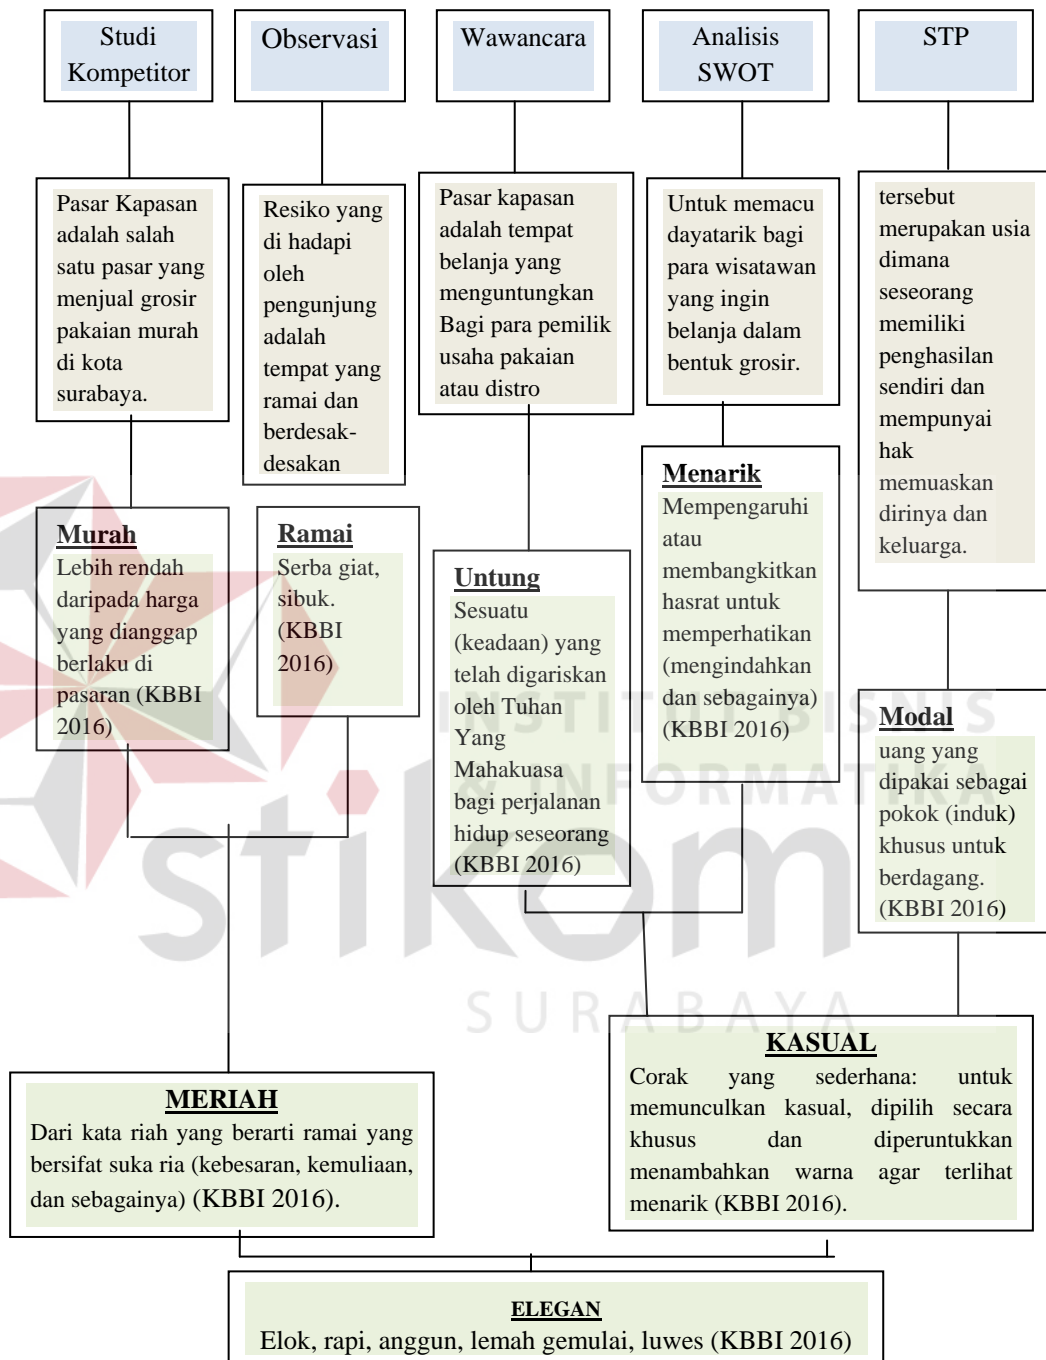 Studi
Kompetitor
Observasi
Wawancara
Analisis
SWOT
STP
Pasar Kapasan
adalah salah
satu pasar yang
menjual grosir
pakaian murah
di kota
surabaya.
Resiko yang
di hadapi
oleh
pengunjung
adalah
tempat yang
ramai dan
berdesak-
desakan
Pasar kapasan
adalah tempat
belanja yang
menguntungkan
Bagi para pemilik
usaha pakaian
atau distro
Untuk memacu
dayatarik bagi
para wisatawan
yang ingin
belanja dalam
bentuk grosir.
tersebut
merupakan usia
dimana
seseorang
memiliki
penghasilan
sendiri dan
mempunyai
hak
memuaskan
dirinya dan
keluarga.
Murah
Lebih rendah
daripada harga
yang dianggap
berlaku di
pasaran (KBBI
2016)
Ramai
Serba giat,
sibuk.
(KBBI
2016)
Untung
Sesuatu
(keadaan) yang
telah digariskan
oleh Tuhan
Yang
Mahakuasa
bagi perjalanan
hidup seseorang
(KBBI 2016)
Menarik
Mempengaruhi
atau
membangkitkan
hasrat untuk
memperhatikan
(mengindahkan
dan sebagainya)
(KBBI 2016)
Modal
uang yang
dipakai sebagai
pokok (induk)
khusus untuk
berdagang.
(KBBI 2016)
INSTITUT BISNIS
& INFORMATIKA
stikom
SURABAYA
MERIAH
Dari kata riah yang berarti ramai yang
bersifat suka ria (kebesaran, kemuliaan,
dan sebagainya) (KBBI 2016).
KASUAL
Corak yang sederhana: untuk
memunculkan kasual, dipilih secara
khusus dan diperuntukkan
menambahkan warna agar terlihat
menarik (KBBI 2016).
ELEGAN
Elok, rapi, anggun, lemah gemulai, luwes (KBBI 2016)